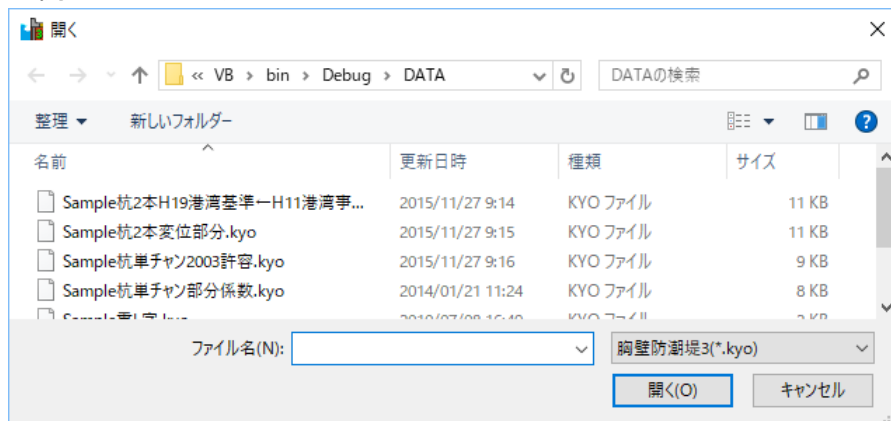 開く
« VB › bin › Debug › DATA
DATAの検索
整理 新しいフォルダー
名前 更新日時 種類 サイズ
Sample杭2本H19港湾基準←H11港湾事... 2015/11/27 9:14 KYO ファイル 11 KB
Sample杭2本変位部分.kyo 2015/11/27 9:15 KYO ファイル 11 KB
Sample杭単チャン2003許容.kyo 2015/11/27 9:16 KYO ファイル 9 KB
Sample杭単チャン部分係数.kyo 2014/01/21 11:24 KYO ファイル 8 KB
ファイル名(N):
胸壁防潮堤3(*.kyo)
開く(O) キャンセル